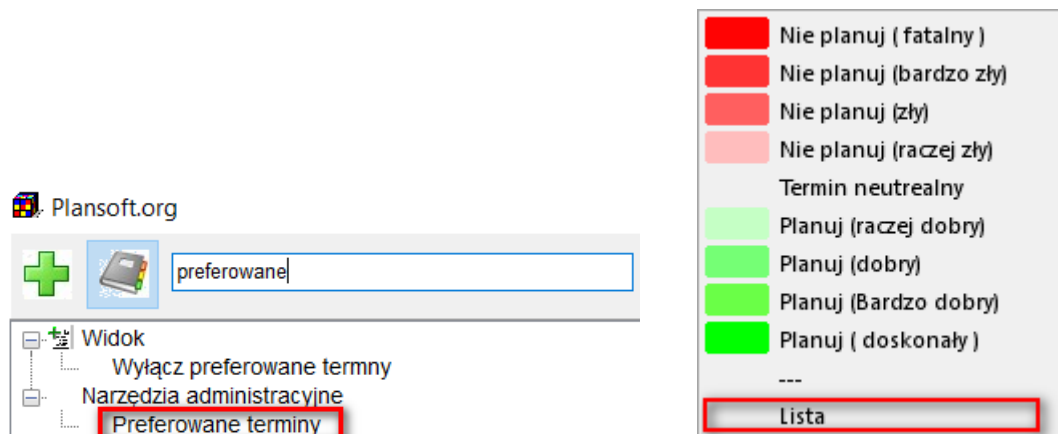 Plansoft.org
preferowane
Widok
Wyłącz preferowane termny
Narzędzia administracyjne
Preferowane terminy
Nie planuj ( fatalny )
Nie planuj (bardzo zły)
Nie planuj (zły)
Nie planuj (raczej zły)
Termin neutrealny
Planuj (raczej dobry)
Planuj (dobry)
Planuj (Bardzo dobry)
Planuj ( doskonały )
---
Lista